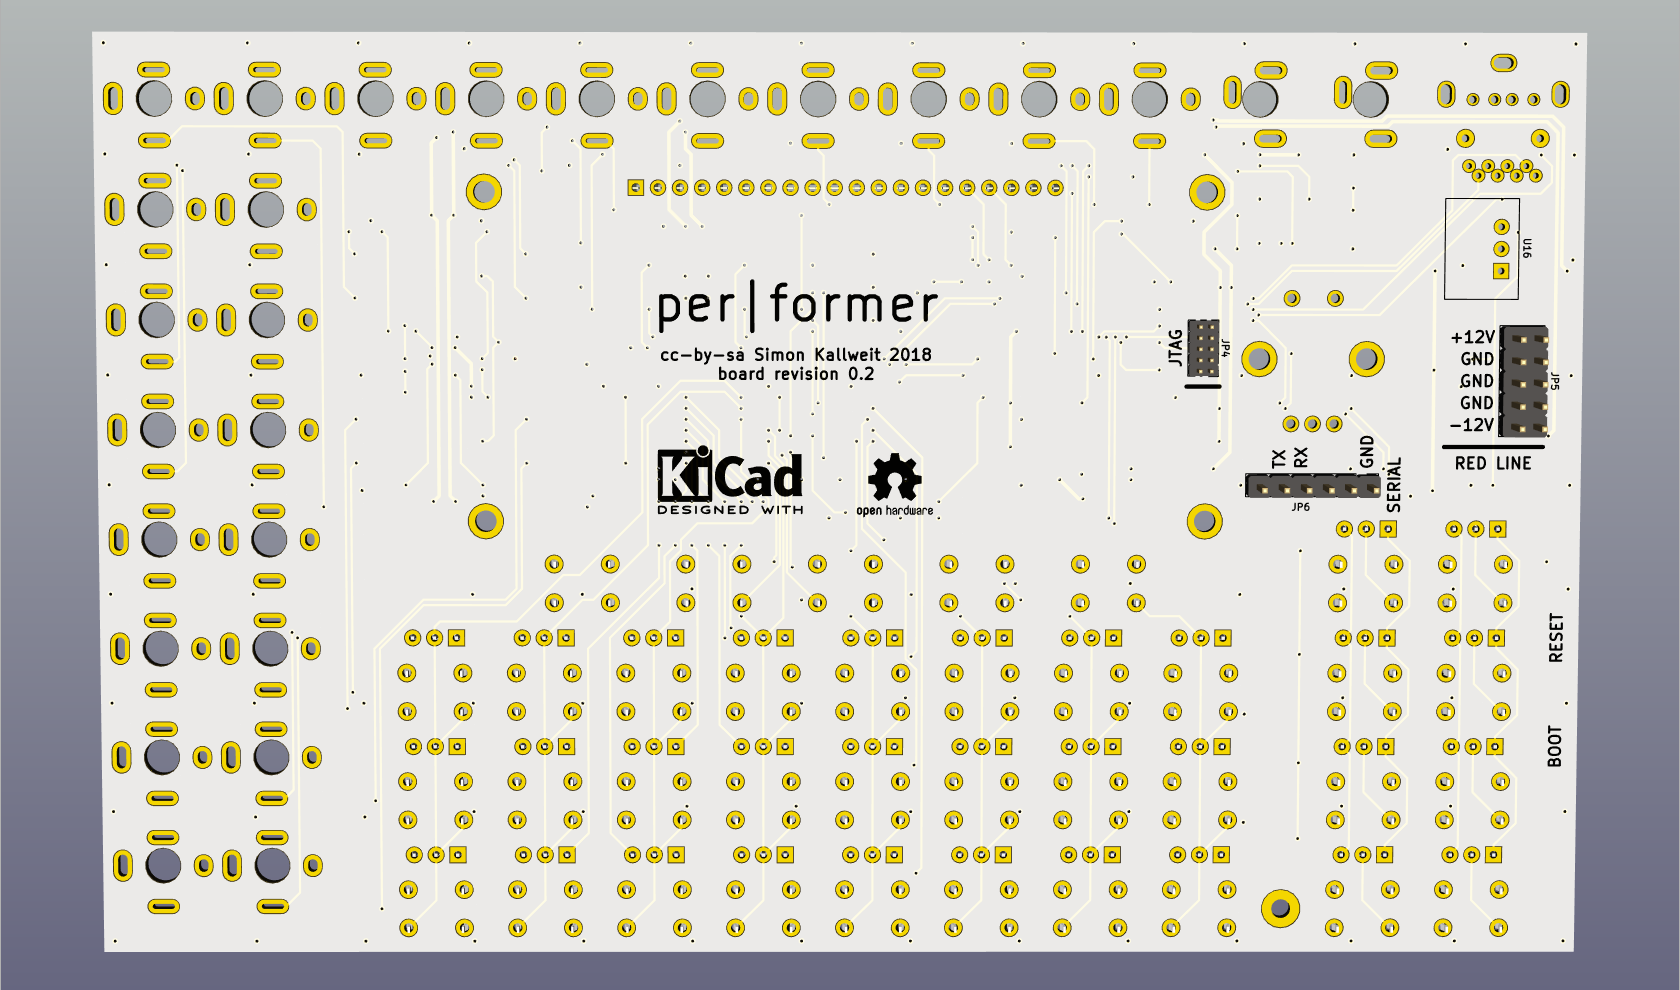 per|former
cc-by-sa Simon Kallweit 2018
board revision 0.2
KiCad
DESIGNED WITH
open hardware
JTAG
JP4
U16
+12V
GND
GND
GND
-12V
JP5
RED LINE
TX
RX
GND
SERIAL
JP6
RESET
BOOT